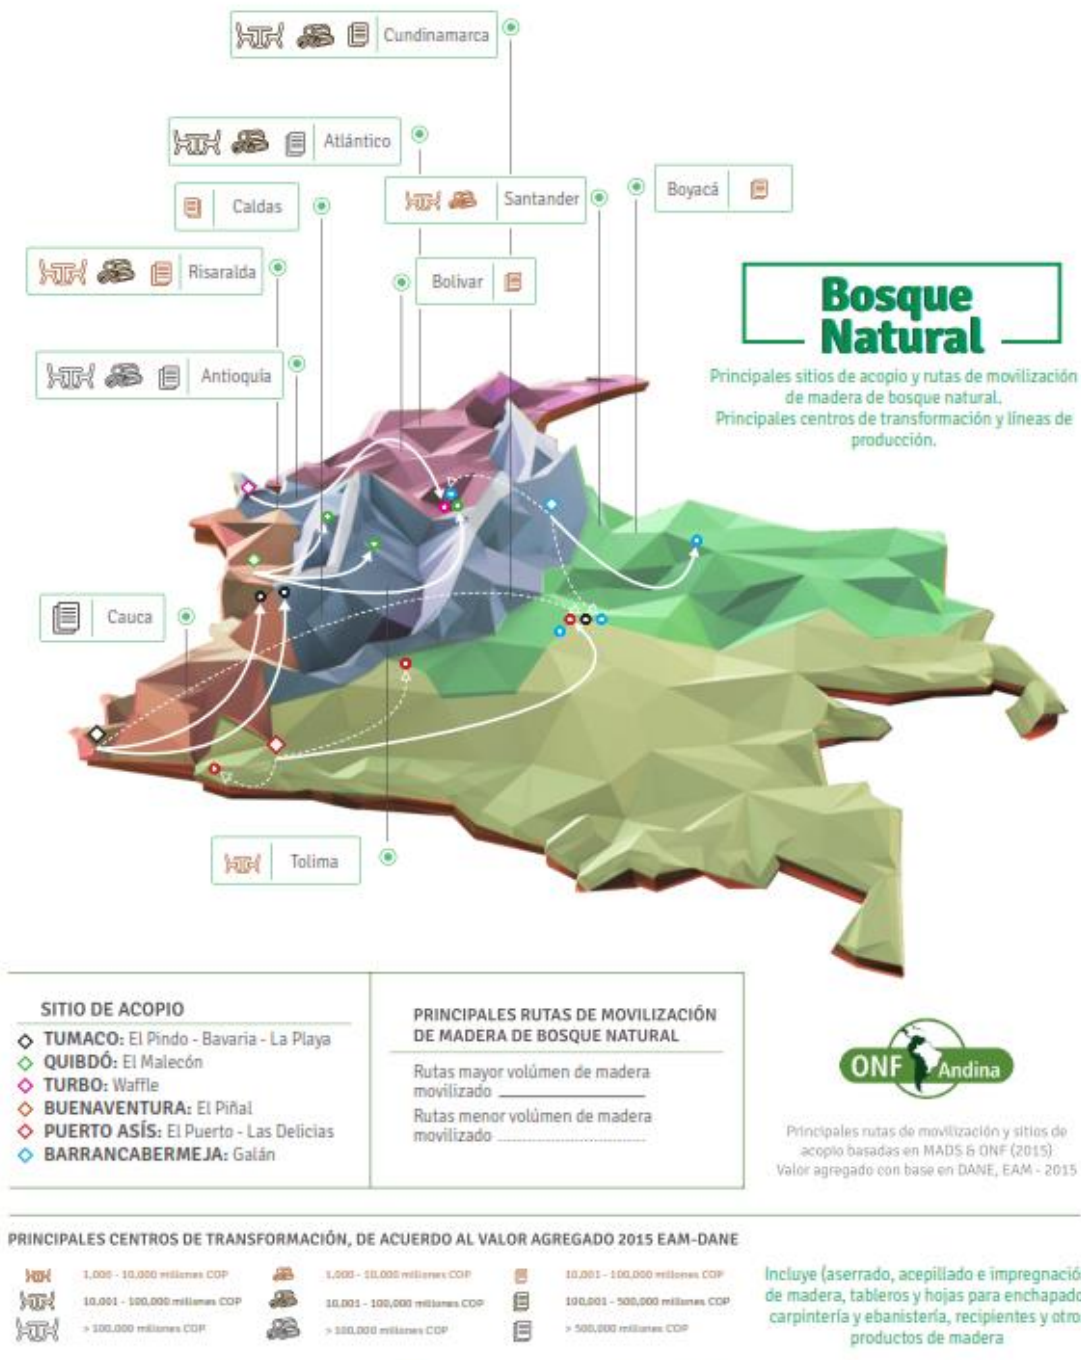 Cundinamarca
Atlántico
Caldas
Santander
Boyacá
Risaralda
Bolivar
Antioquia
Bosque
Natural
Principales sitios de acopio y rutas de movilización
de madera de bosque natural.
Principales centros de transformación y líneas de
producción.
Cauca
Tolima
SITIO DE ACOPIO
TUMACO: El Pindo - Bavaria - La Playa
QUIBDÓ: El Malecón
TURBO: Waffle
BUENAVENTURA: El Piñal
PUERTO ASÍS: El Puerto - Las Delicias
BARRANCABERMEJA: Galán
PRINCIPALES RUTAS DE MOVILIZACIÓN
DE MADERA DE BOSQUE NATURAL
Rutas mayor volúmen de madera
movilizado
Rutas menor volúmen de madera
movilizado
ONF Andina
Principales rutas de movilización y sitios de
acopio basadas en MADS & ONF (2015)
Valor agregado con base en DANE, EAM - 2015
PRINCIPALES CENTROS DE TRANSFORMACIÓN, DE ACUERDO AL VALOR AGREGADO 2015 EAM-DANE
1,000 - 10,000 millones COP
10,001 - 100,000 millones COP
> 100,000 millones COP
1,000 - 10,000 millones COP
10,001 - 100,000 millones COP
> 100,000 millones COP
10,001 - 100,000 millones COP
100,001 - 500,000 millones COP
> 500,000 millones COP
Incluye (aserrado, acepillado e impregnació
de madera, tableros y hojas para enchapado
carpintería y ebanistería, recipientes y otro
productos de madera